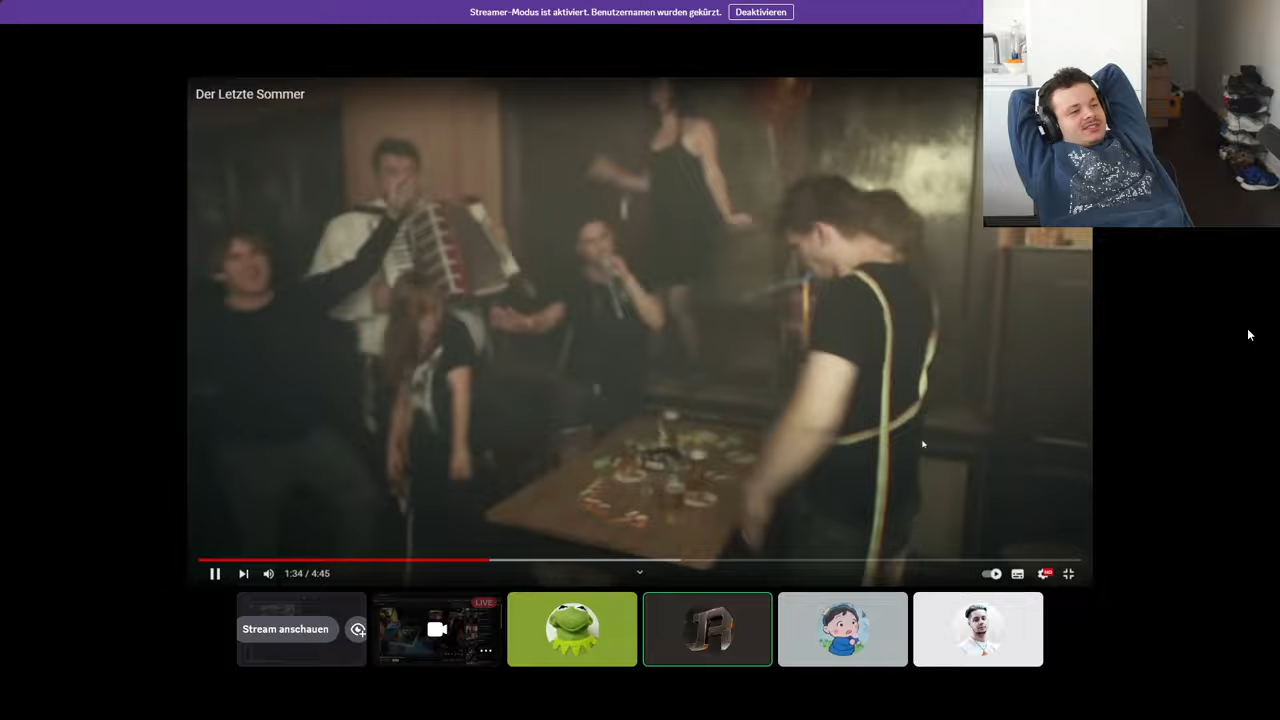 Streamer-Modus ist aktiviert. Benutzernamen wurden gekürzt. Deaktivieren
Der Letzte Sommer
1:34 / 4:45
LIVE
Stream anschauen